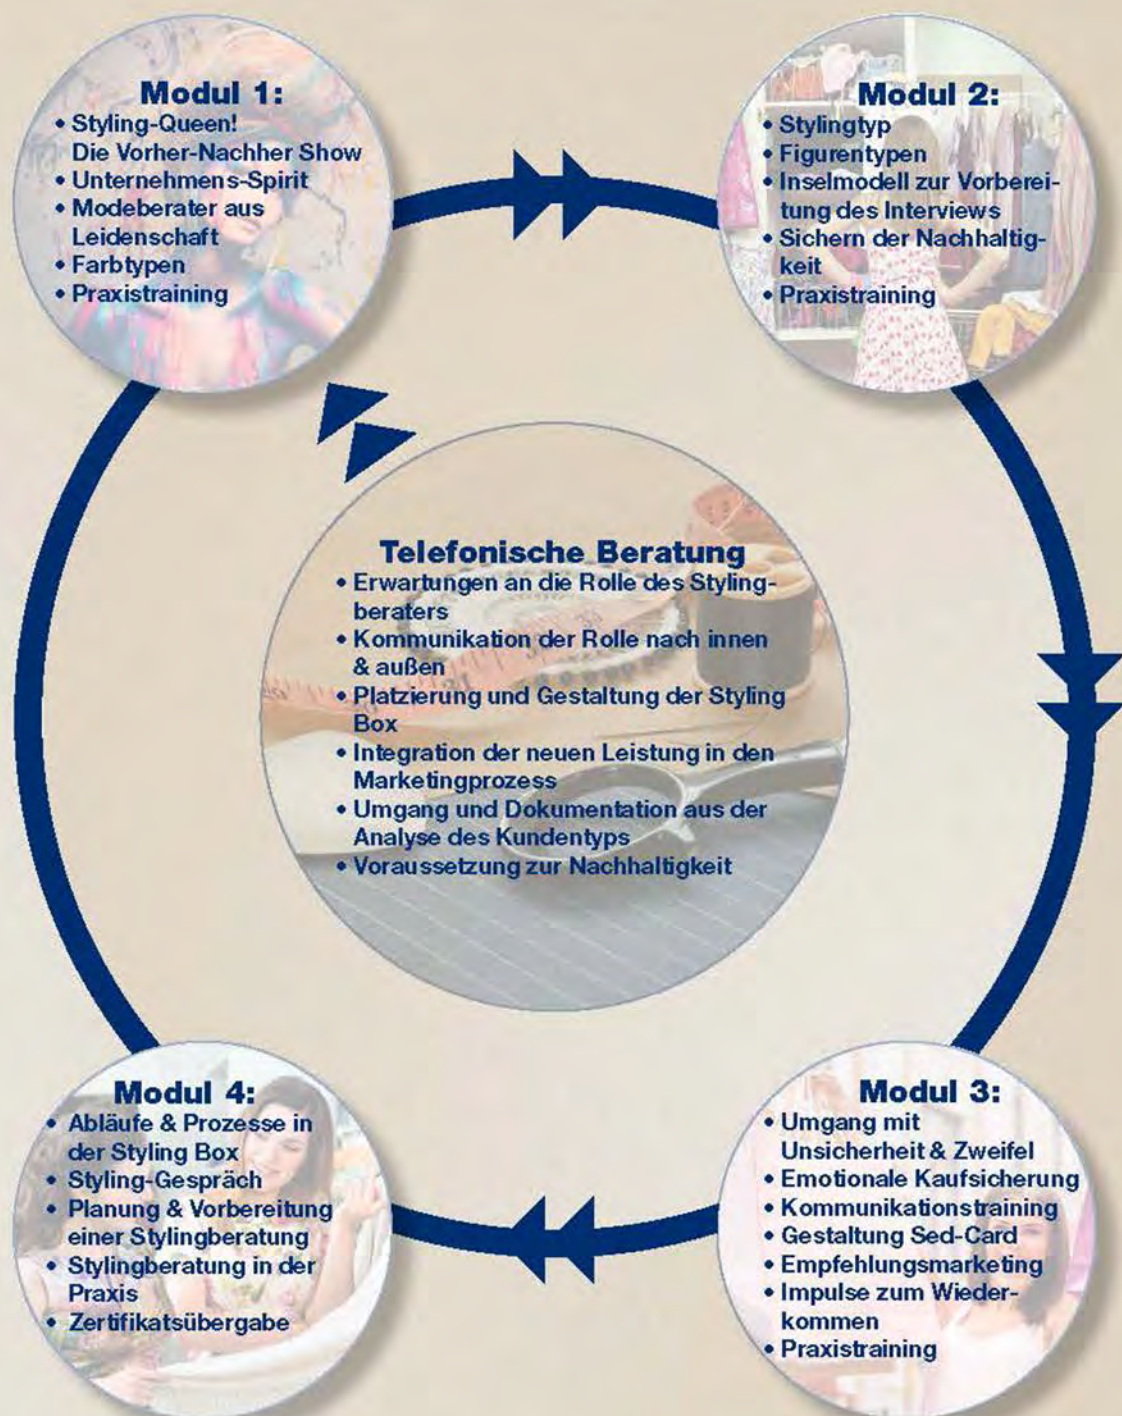 Modul 1:
• Styling-Queen!
Die Vorher-Nachher Show
• Unternehmens-Spirit
• Modeberater aus
Leidenschaft
• Farbtypen
• Praxistraining
Modul 2:
• Stylingtyp
• Figurentypen
• Inselmodell zur Vorberei-
tung des Interviews
• Sichern der Nachhaltig-
keit
• Praxistraining
Telefonische Beratung
• Erwartungen an die Rolle des Styling-
beraters
• Kommunikation der Rolle nach innen
& außen
• Platzierung und Gestaltung der Styling
Box
• Integration der neuen Leistung in den
Marketingprozess
• Umgang und Dokumentation aus der
Analyse des Kundentyps
• Voraussetzung zur Nachhaltigkeit
Modul 3:
• Umgang mit
Unsicherheit & Zweifel
• Emotionale Kaufsicherung
• Kommunikationstraining
• Gestaltung Sed-Card
• Empfehlungsmarketing
• Impulse zum Wieder-
kommen
• Praxistraining
Modul 4:
• Abläufe & Prozesse in
der Styling Box
• Styling-Gespräch
• Planung & Vorbereitung
einer Stylingberatung
• Stylingberatung in der
Praxis
• Zertifikatsübergabe